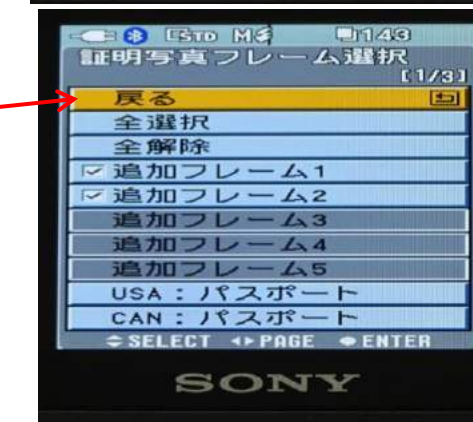 STD M 143
証明写真フレーム選択
[1/3]
戻る
全選択
全解除
追加フレーム1
追加フレーム2
追加フレーム3
追加フレーム4
追加フレーム5
USA：パスポート
CAN：パスポート
SELECT PAGE ENTER
SONY